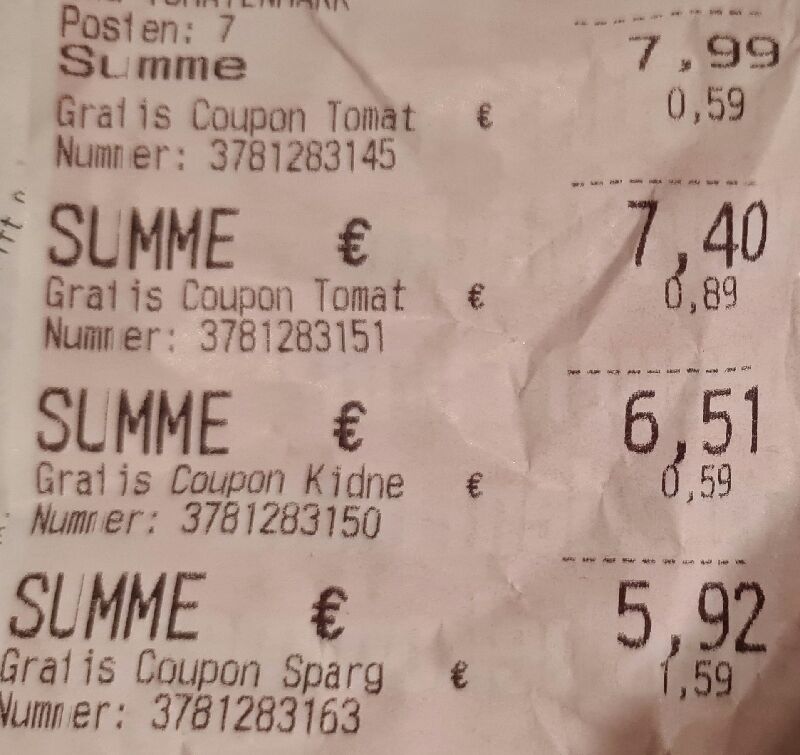 TOMATENMARK
Posten: 7
Summe 7,99
Gratis Coupon Tomat € 0,59
Nummer: 3781283145
SUMME € 7,40
Gratis Coupon Tomat € 0,89
Nummer: 3781283151
SUMME € 6,51
Gratis Coupon Kidne € 0,59
Nummer: 3781283150
SUMME € 5,92
Gratis Coupon Sparg € 1,59
Nummer: 3781283163